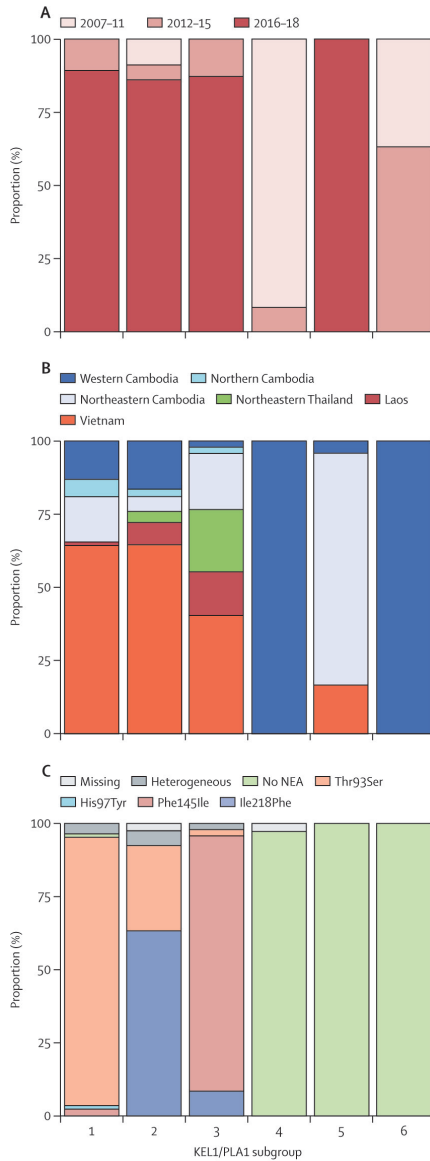 A
2007–11 2012–15 2016–18
100
75
50
25
0
Proportion (%)
B
Western Cambodia Northern Cambodia
Northeastern Cambodia Northeastern Thailand Laos
Vietnam
100
75
50
25
0
Proportion (%)
C
Missing Heterogeneous No NEA Thr93Ser
His97Tyr Phe145Ile Ile218Phe
100
75
50
25
0
Proportion (%)
1 2 3 4 5 6
KEL1/PLA1 subgroup